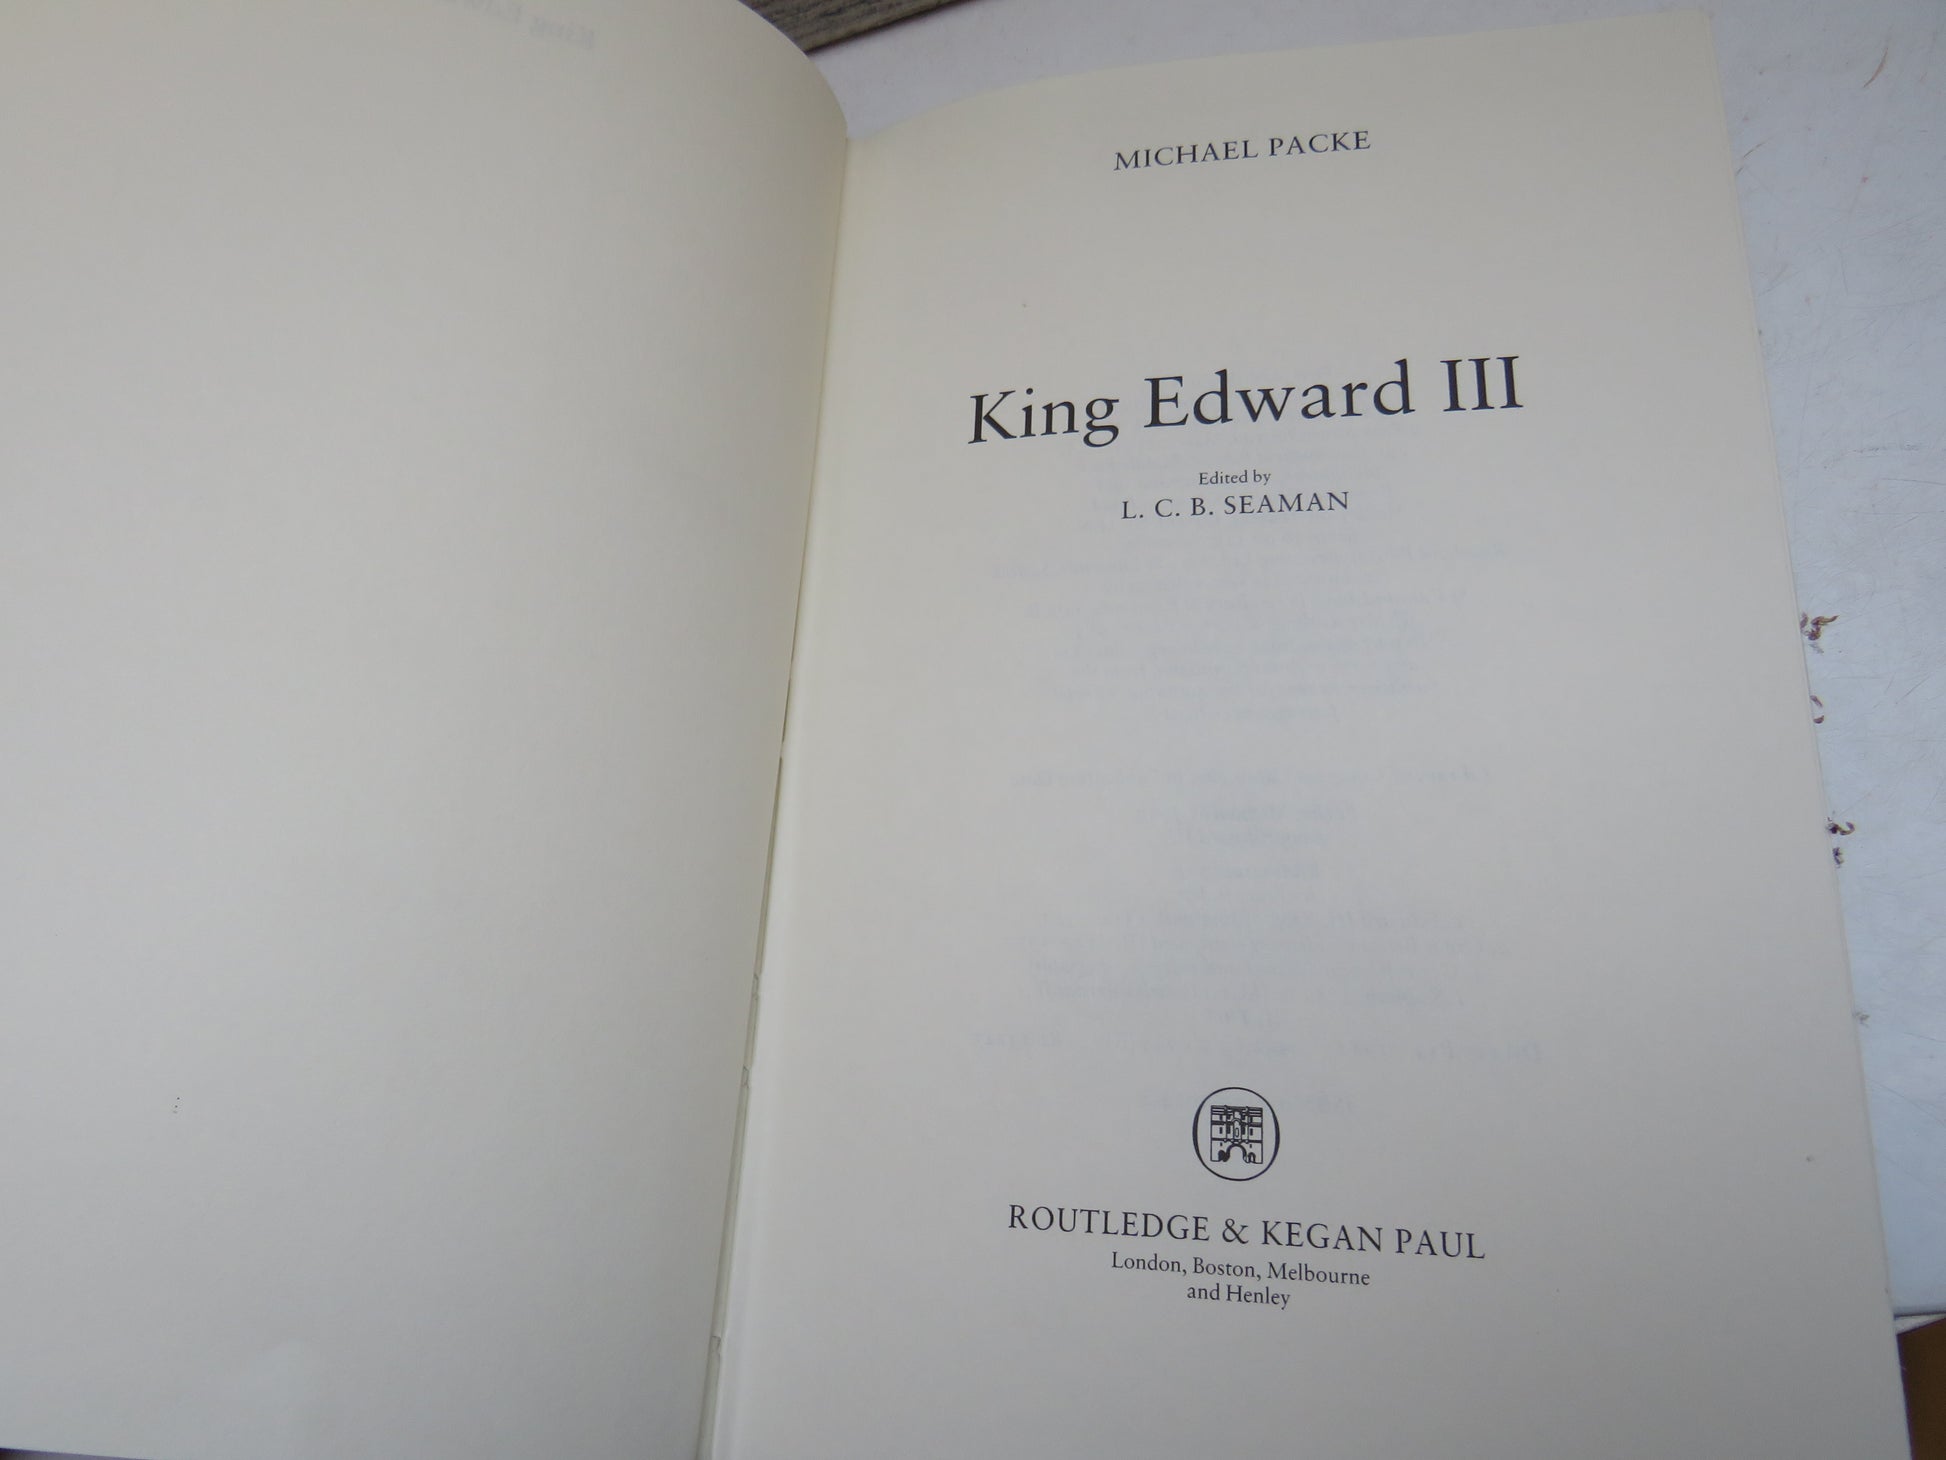 MICHAEL PACKE
King Edward III
Edited by
L. C. B. SEAMAN
ROUTLEDGE & KEGAN PAUL
London, Boston, Melbourne
and Henley